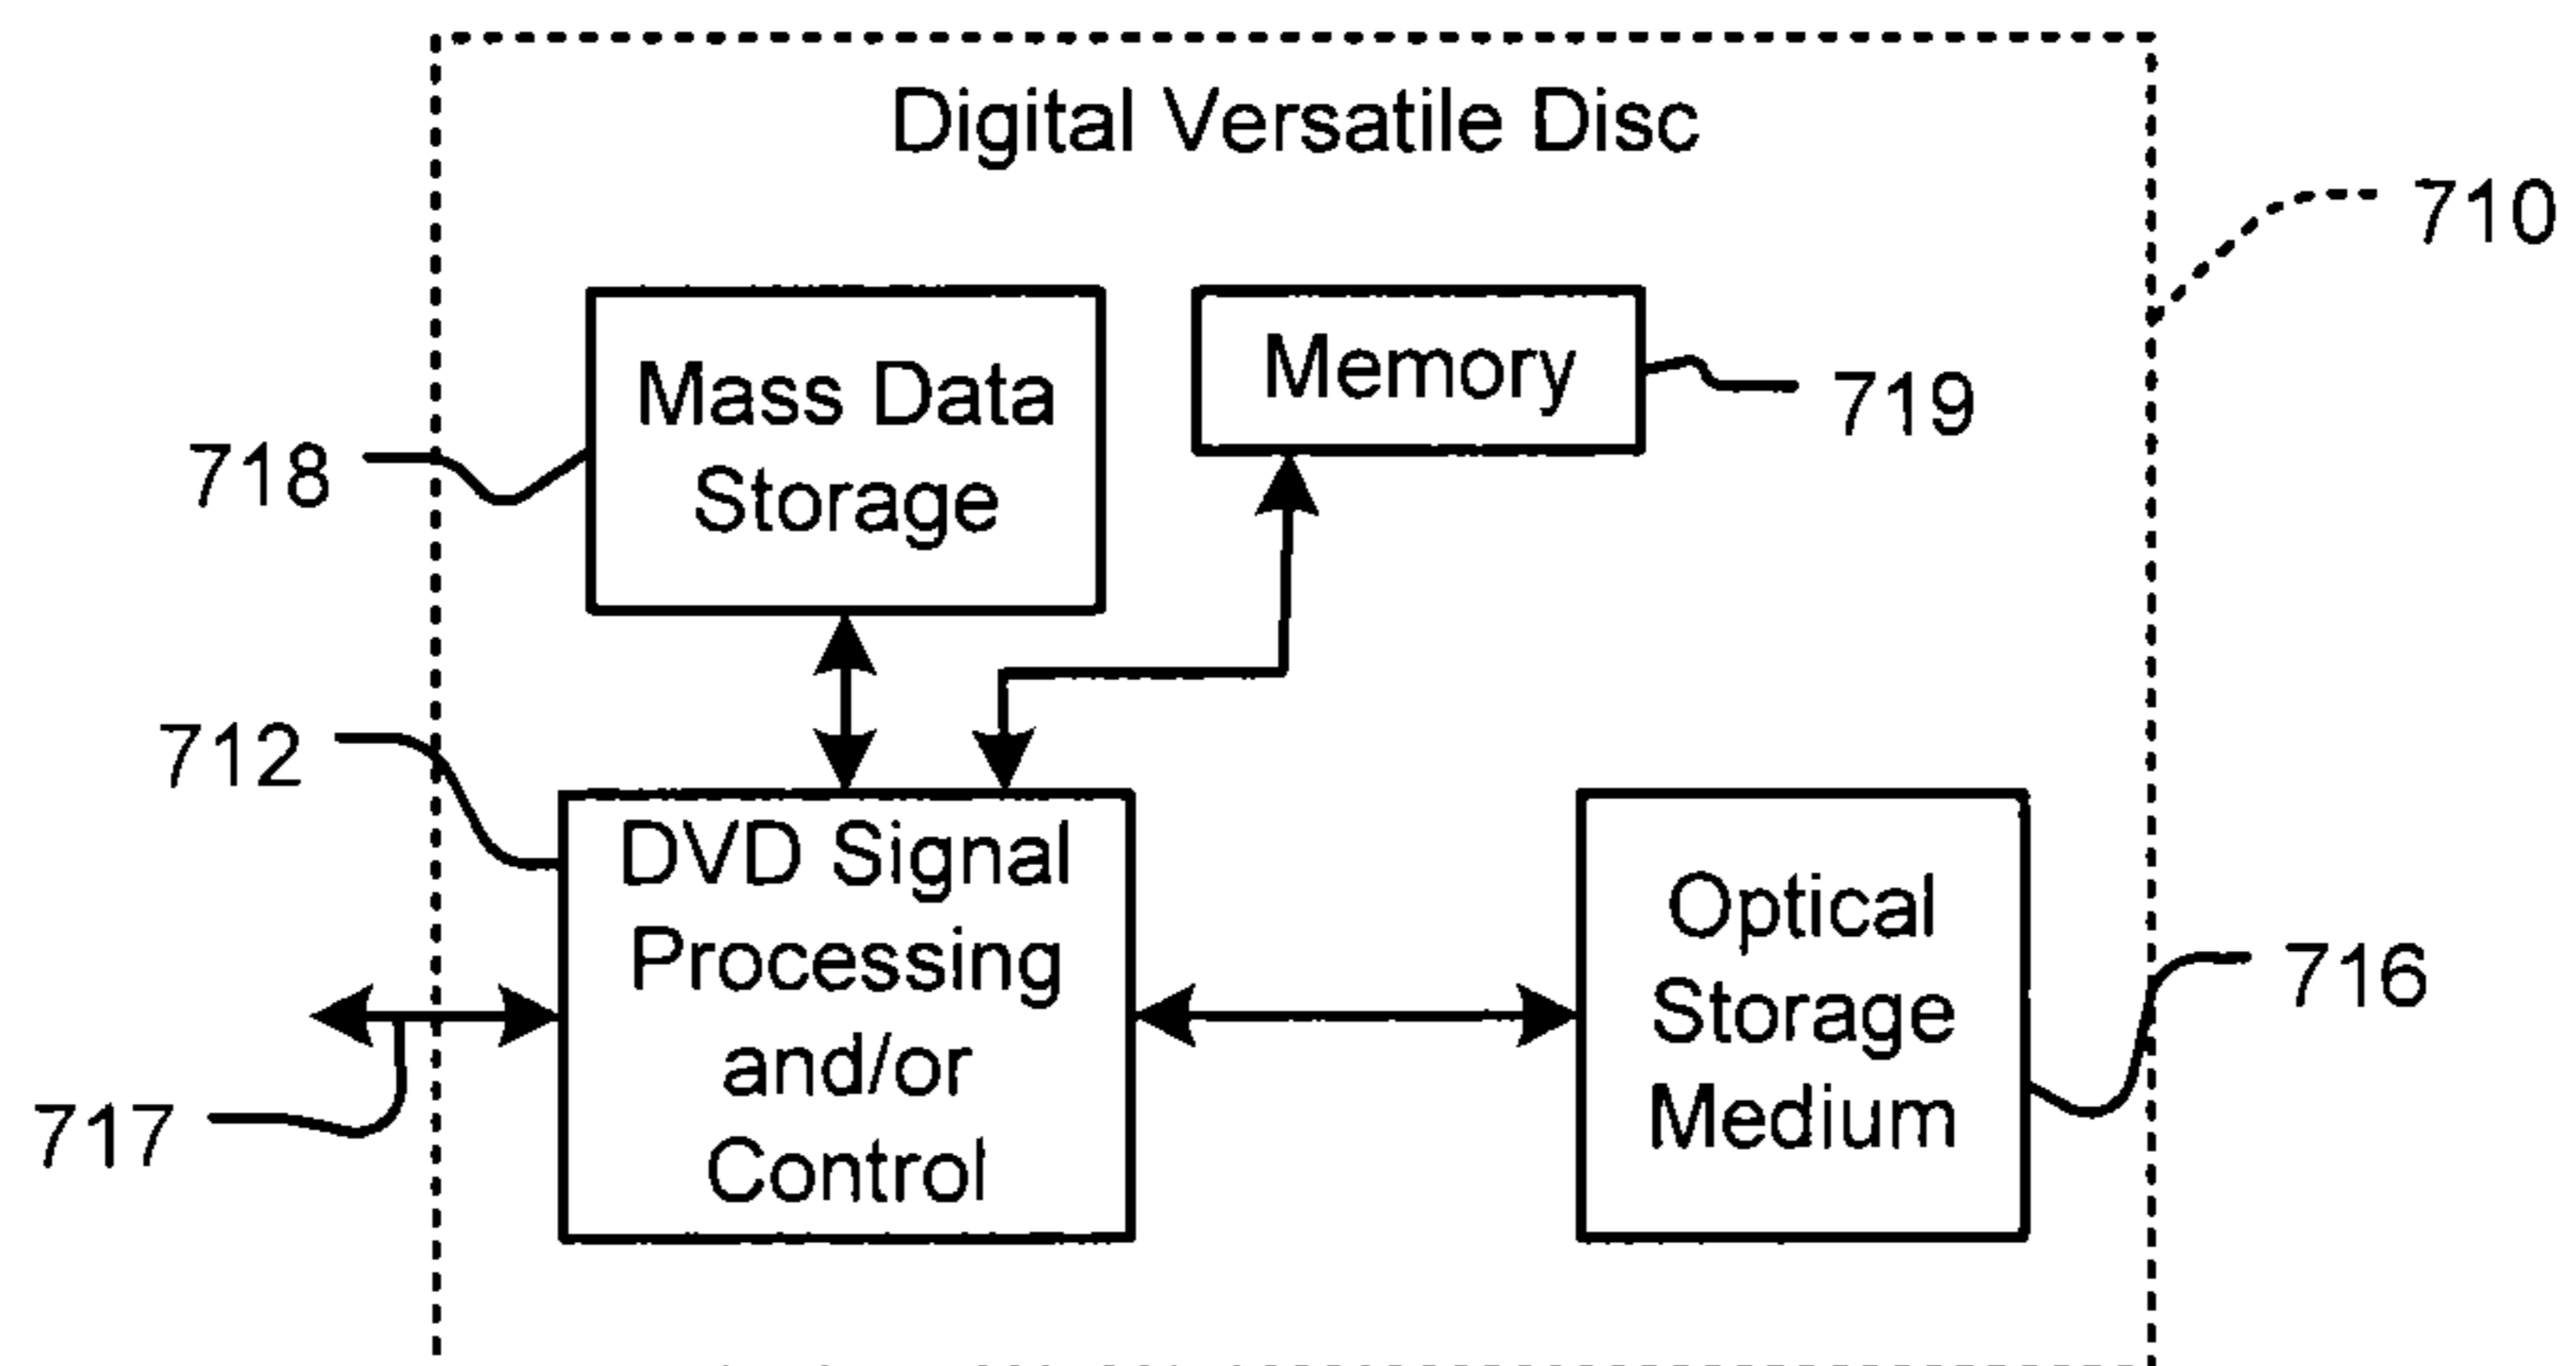 Digital Versatile Disc
710
Mass Data
Storage
Memory
719
718
712
DVD Signal
Processing
and/or
Control
Optical
Storage
Medium
716
717